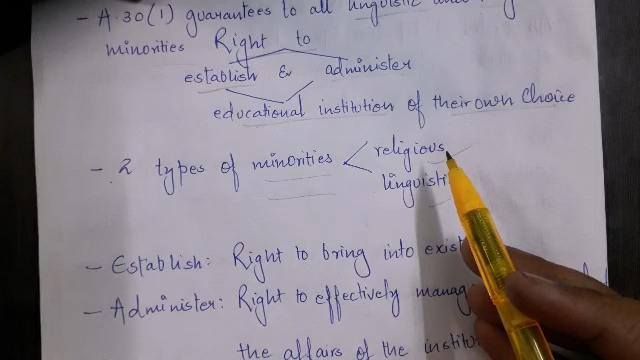 - A.30(1) guarantees to all linguistic and
minorities Right to
establish & administer
educational institution of their own choice
- 2 types of minorities religious
linguisti
- Establish: Right to bring into exist
- Administer: Right to effectively manag
the affairs of the institu